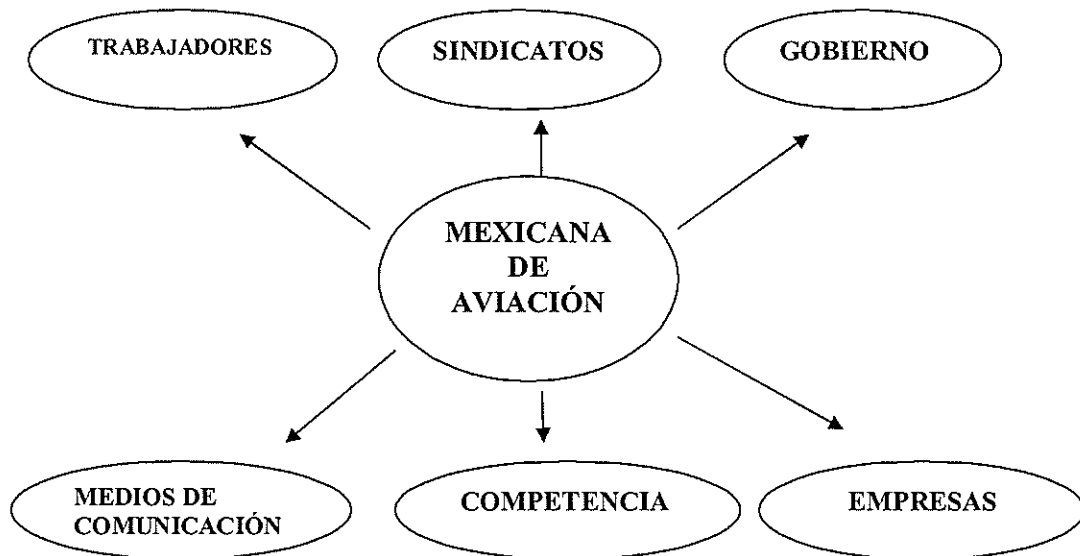 TRABAJADORES
SINDICATOS
GOBIERNO
MEXICANA
DE
AVIACIÓN
MEDIOS DE
COMUNICACIÓN
COMPETENCIA
EMPRESAS